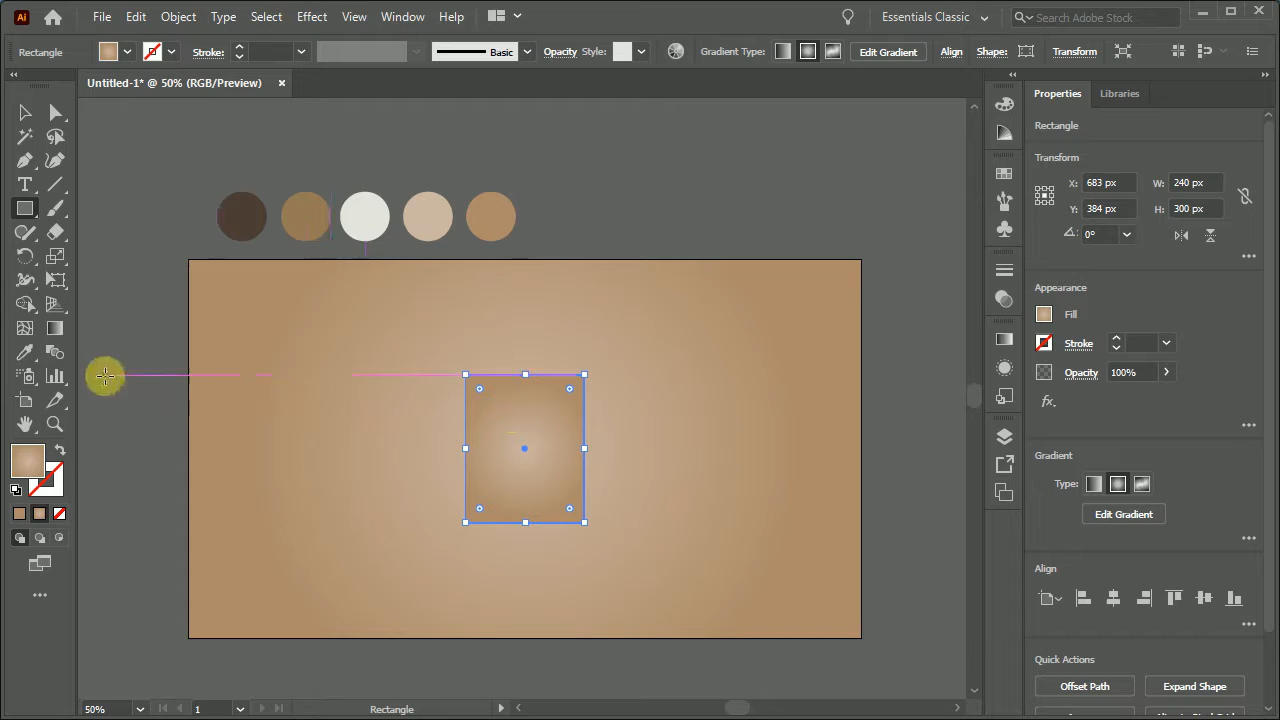 Ai File Edit Object Type Select Effect View Window Help Essentials Classic Search Adobe Stock
Rectangle Stroke: Basic Opacity Style: Gradient Type: Edit Gradient Align Shape: Transform
Untitled-1* @ 50% (RGB/Preview)
Properties Libraries
Rectangle
Transform
X: 683 px W: 240 px
Y: 384 px H: 300 px
0°
Appearance
Fill
Stroke
Opacity 100%
fx.
Gradient
Type:
Edit Gradient
Align
Quick Actions
Offset Path Expand Shape
50% 1 Rectangle